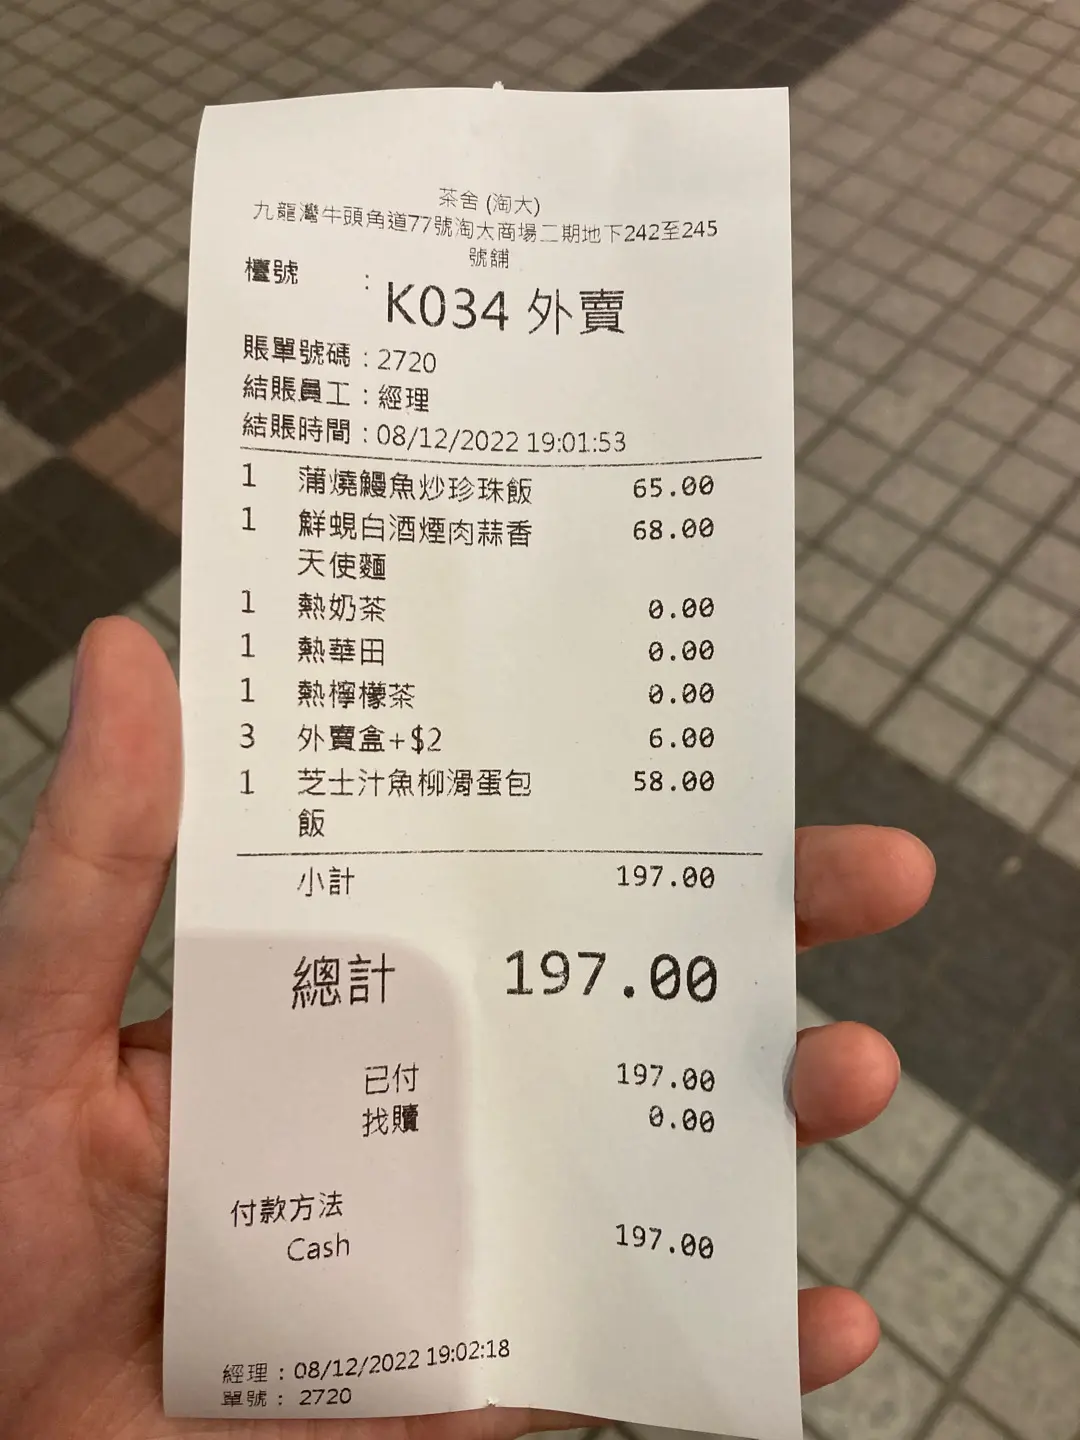 茶舍 (淘大)
九龍灣牛頭角道77號淘大商場二期地下242至245
號舖
檯號 : K034 外賣
賬單號碼 : 2720
結賬員工 : 經理
結賬時間 : 08/12/2022 19:01:53
1 蒲燒鰻魚炒珍珠飯 65.00
1 鮮蜆白酒煙肉蒜香 68.00
天使麵
1 熱奶茶 0.00
1 熱華田 0.00
1 熱檸檬茶 0.00
3 外賣盒+$2 6.00
1 芝士汁魚柳滑蛋包 58.00
飯
小計 197.00
總計 197.00
已付 197.00
找贖 0.00
付款方法
Cash 197.00
經理 : 08/12/2022 19:02:18
單號 : 2720